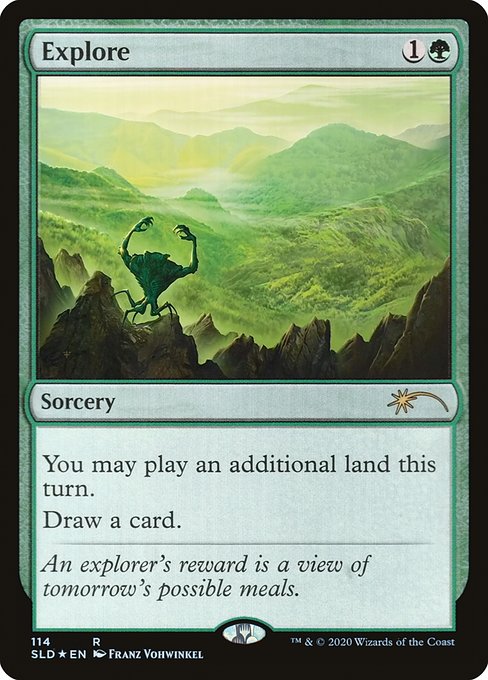 Explore 1
Sorcery
You may play an additional land this
turn.
Draw a card.
An explorer's reward is a view of
tomorrow's possible meals.
114 R
SLD ★ EN Franz Vohwinkel
™ & © 2020 Wizards of the Coast